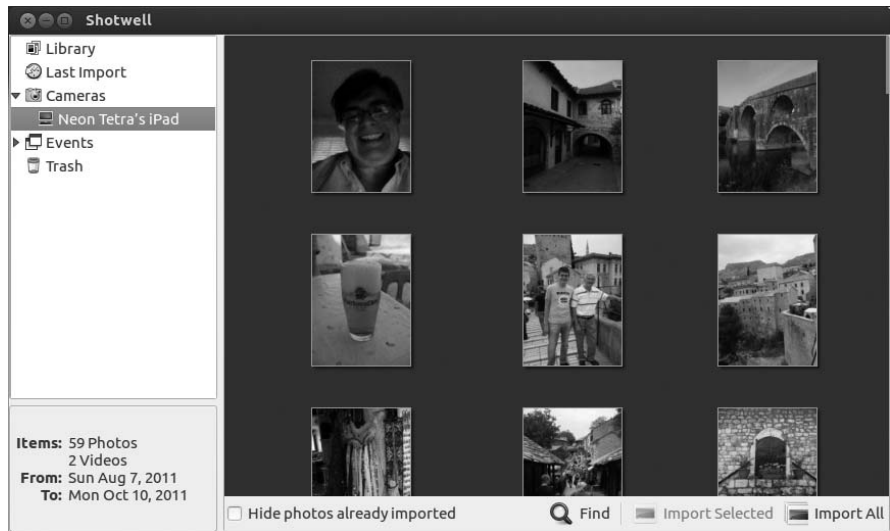 Shotwell
Library
Last Import
Cameras
Neon Tetra's iPad
Events
Trash
Items: 59 Photos
2 Videos
From: Sun Aug 7, 2011
To: Mon Oct 10, 2011
Hide photos already imported
Find
Import Selected
Import All